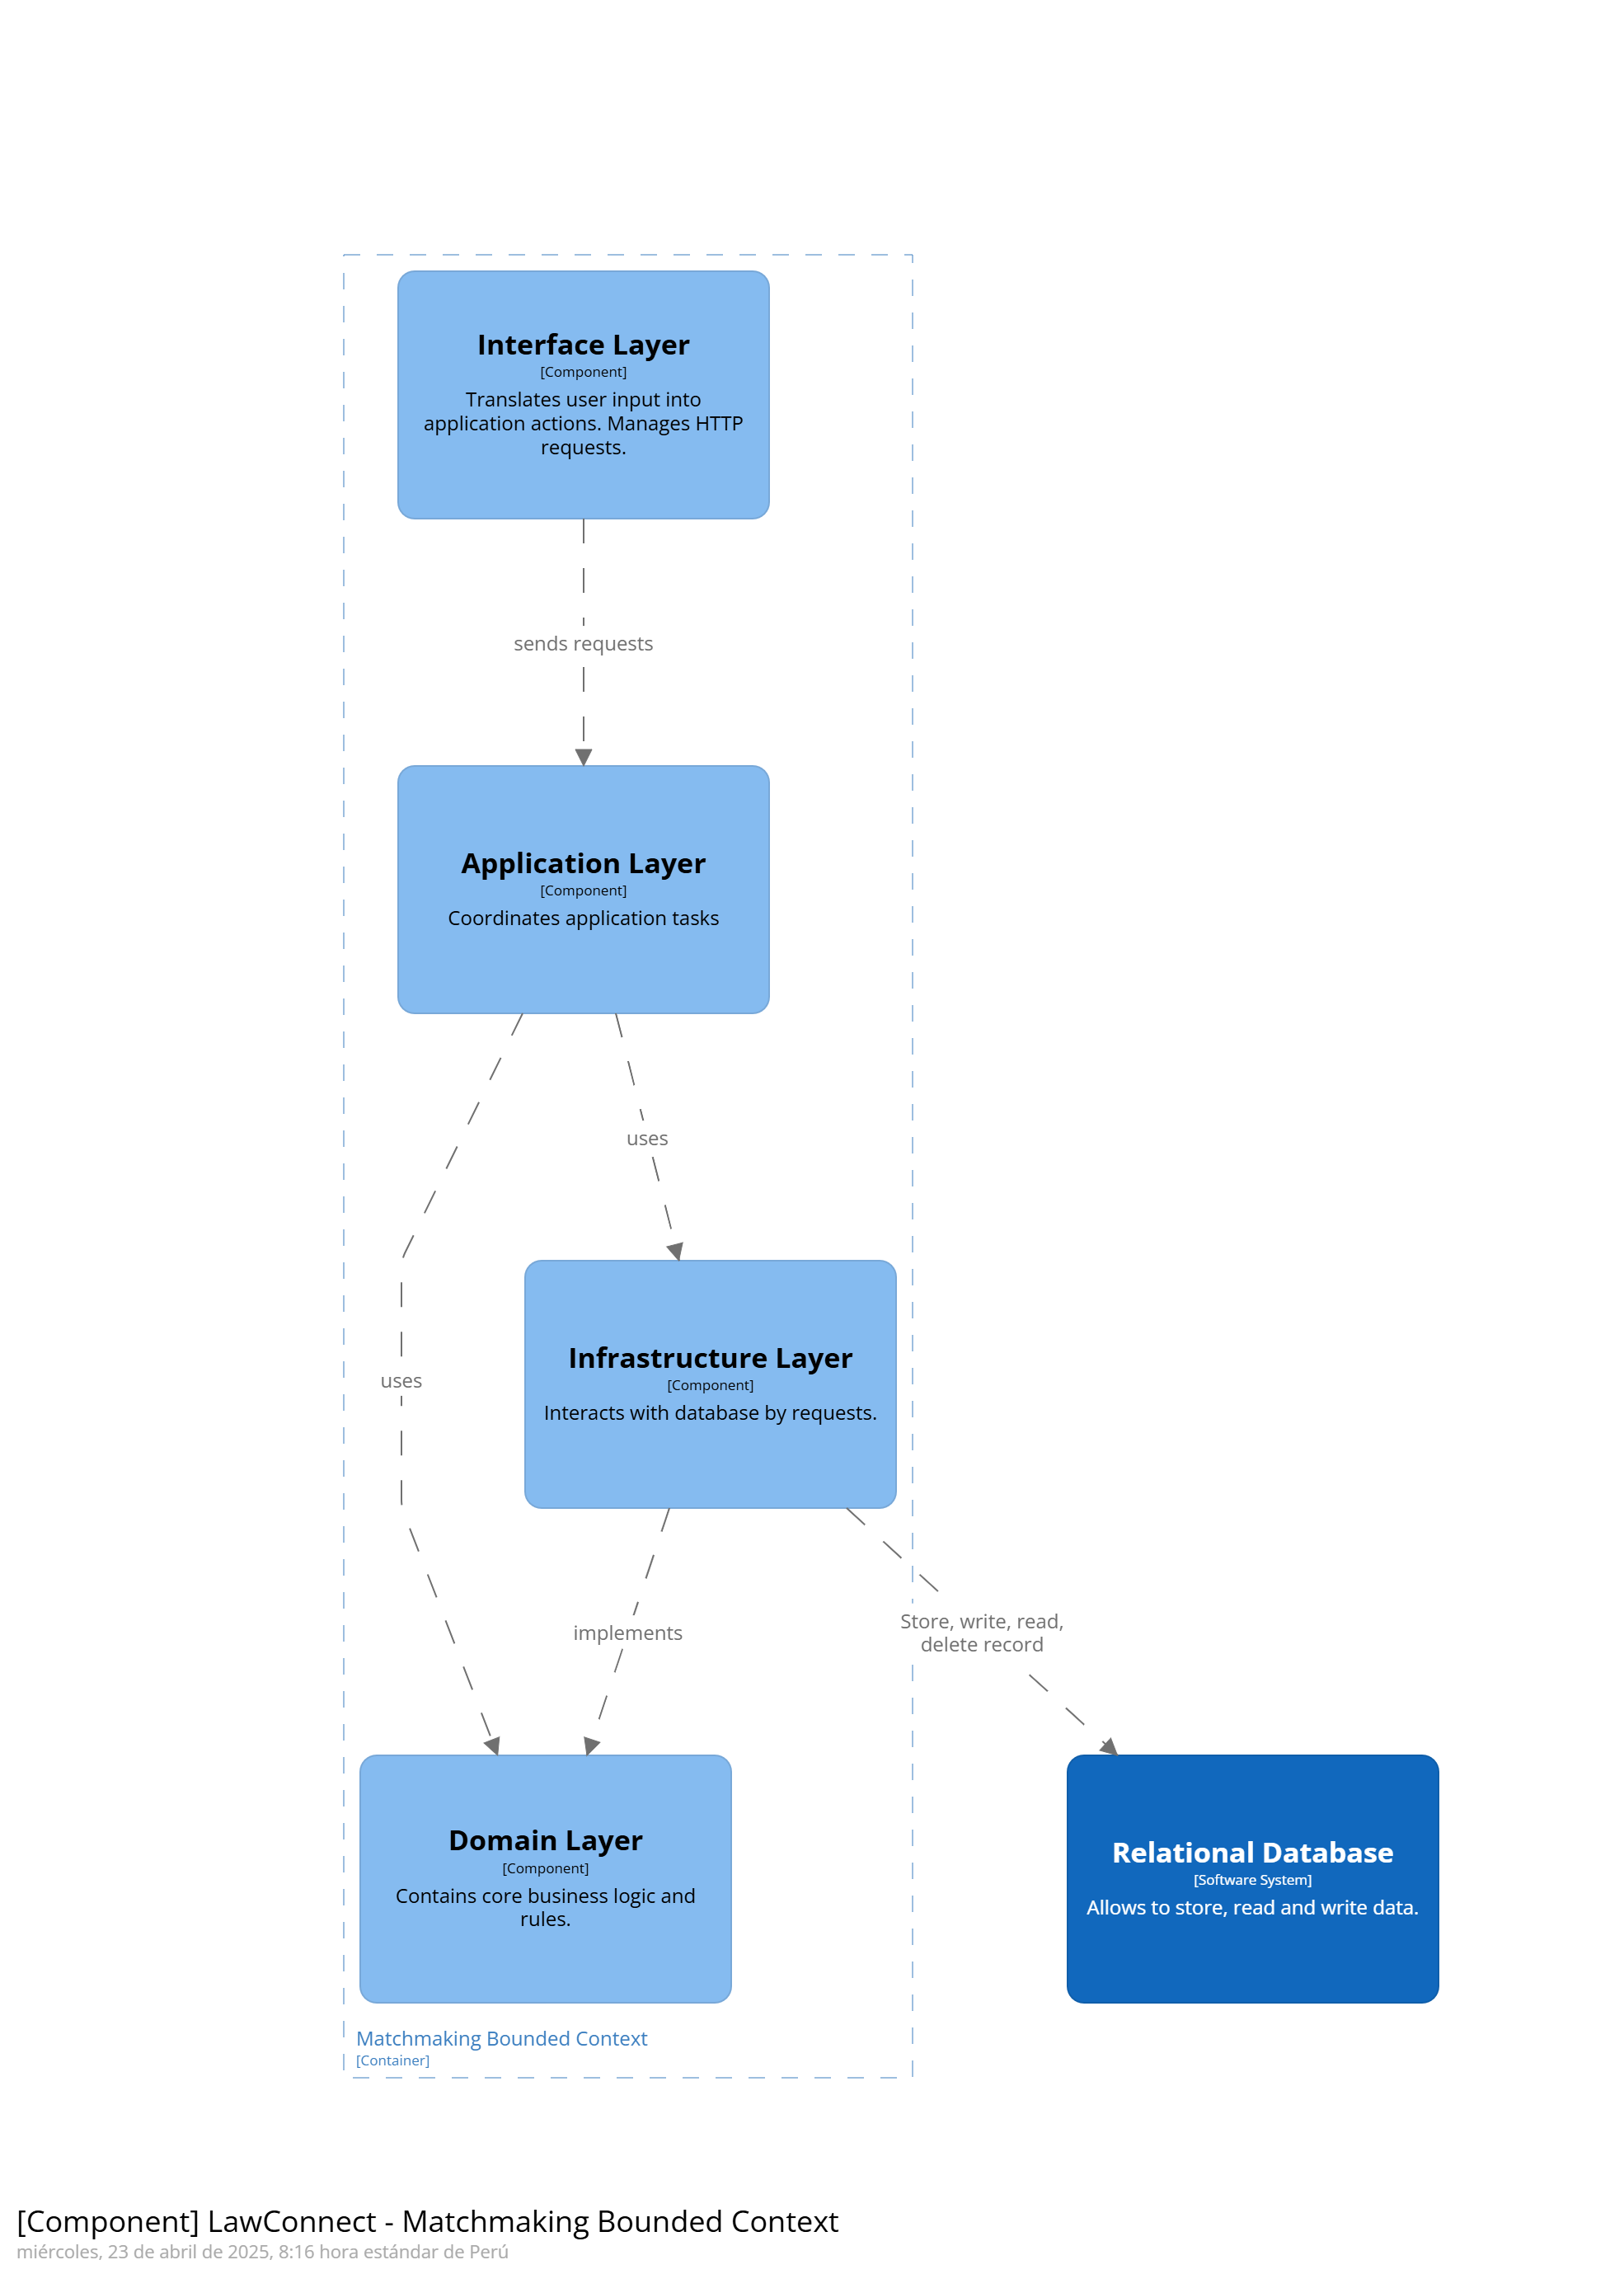 Interface Layer
[Component]
Translates user input into
application actions. Manages HTTP
requests.
sends requests
Application Layer
[Component]
Coordinates application tasks
uses
uses
Infrastructure Layer
[Component]
Interacts with database by requests.
implements
Store, write, read,
delete record
Domain Layer
[Component]
Contains core business logic and
rules.
Relational Database
[Software System]
Allows to store, read and write data.
Matchmaking Bounded Context
[Container]
[Component] LawConnect - Matchmaking Bounded Context
miércoles, 23 de abril de 2025, 8:16 hora estándar de Perú